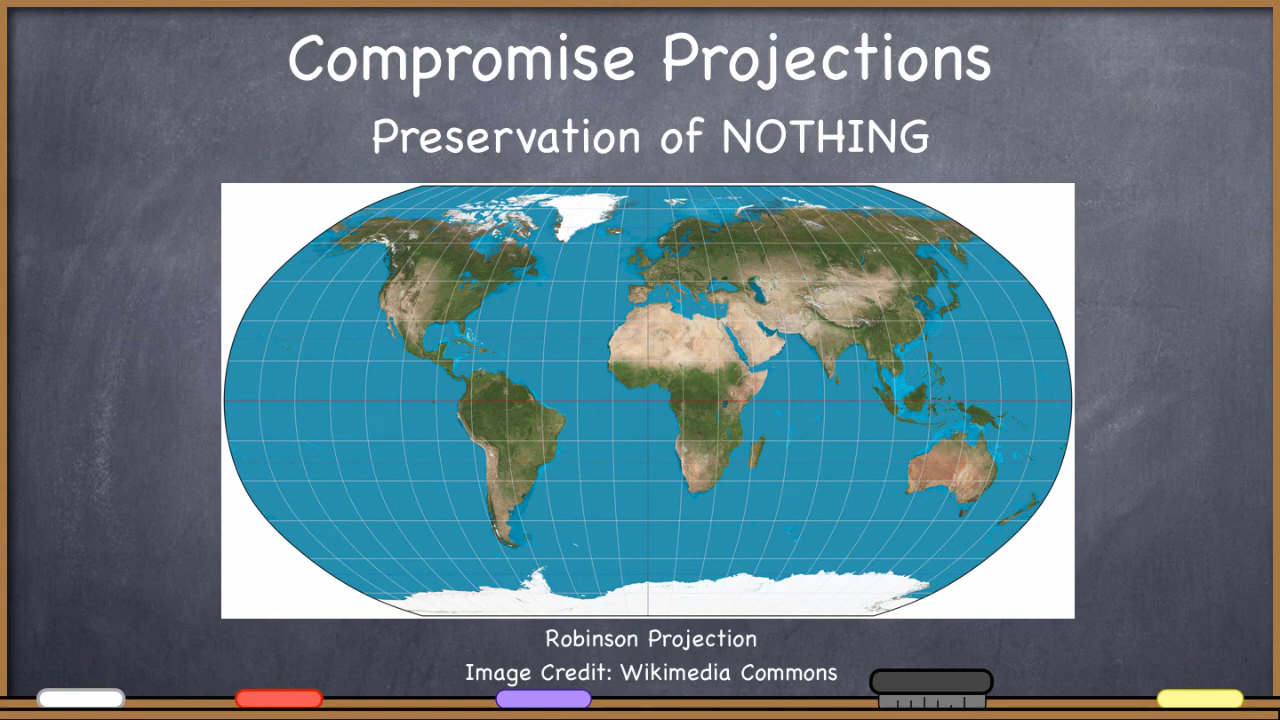 Compromise Projections
Preservation of NOTHING
Robinson Projection
Image Credit: Wikimedia Commons